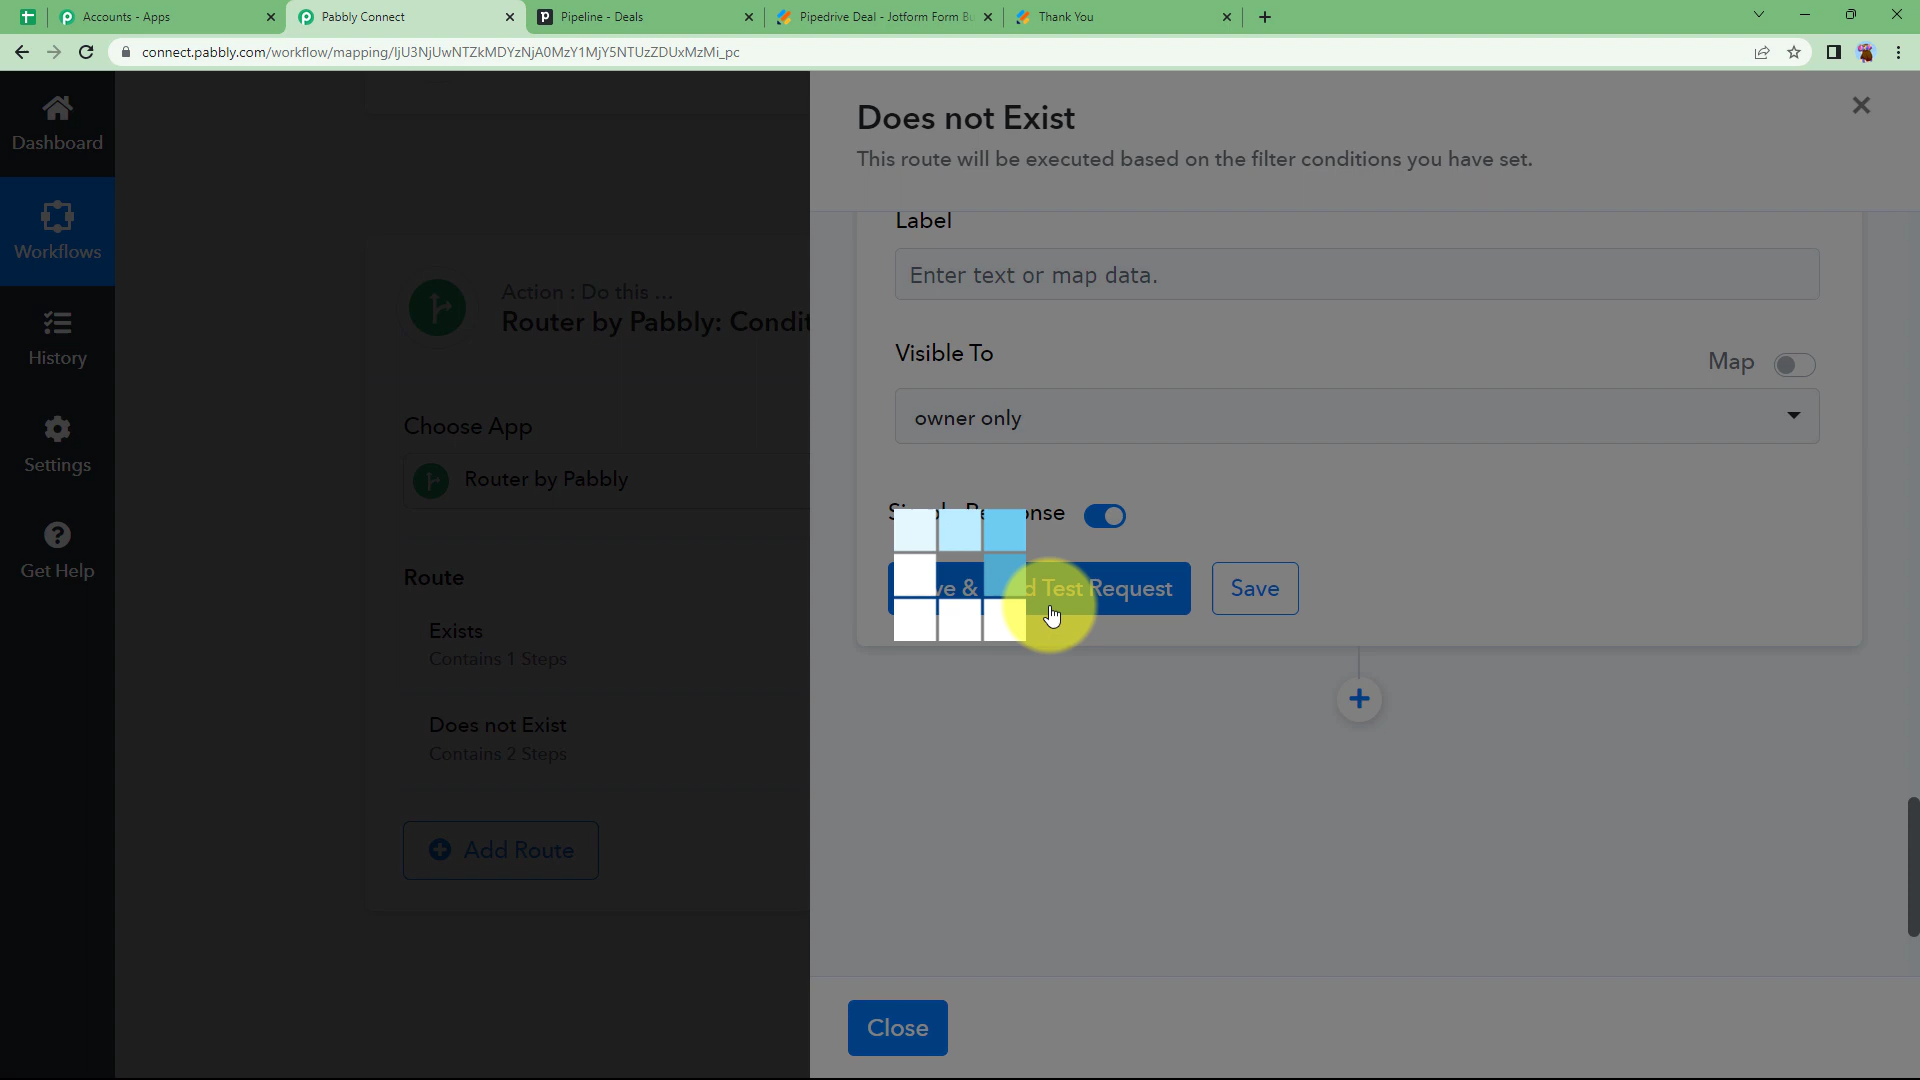 Accounts - Apps
Pabbly Connect
Pipeline - Deals
Pipedrive Deal - Jotform Form Bu
Thank You
connect.pabbly.com/workflow/mapping/IjU3NjUwNTZkMDYzNjA0MzY1MjY5NTUzZDUxMzMi_pc
Dashboard
Workflows
History
Settings
Get Help
Action : Do this ...
Router by Pabbly: Condit
Choose App
Router by Pabbly
Route
Exists
Contains 1 Steps
Does not Exist
Contains 2 Steps
Add Route
Does not Exist
This route will be executed based on the filter conditions you have set.
Label
Enter text or map data.
Visible To
Map
owner only
& Test Request
Save
Close